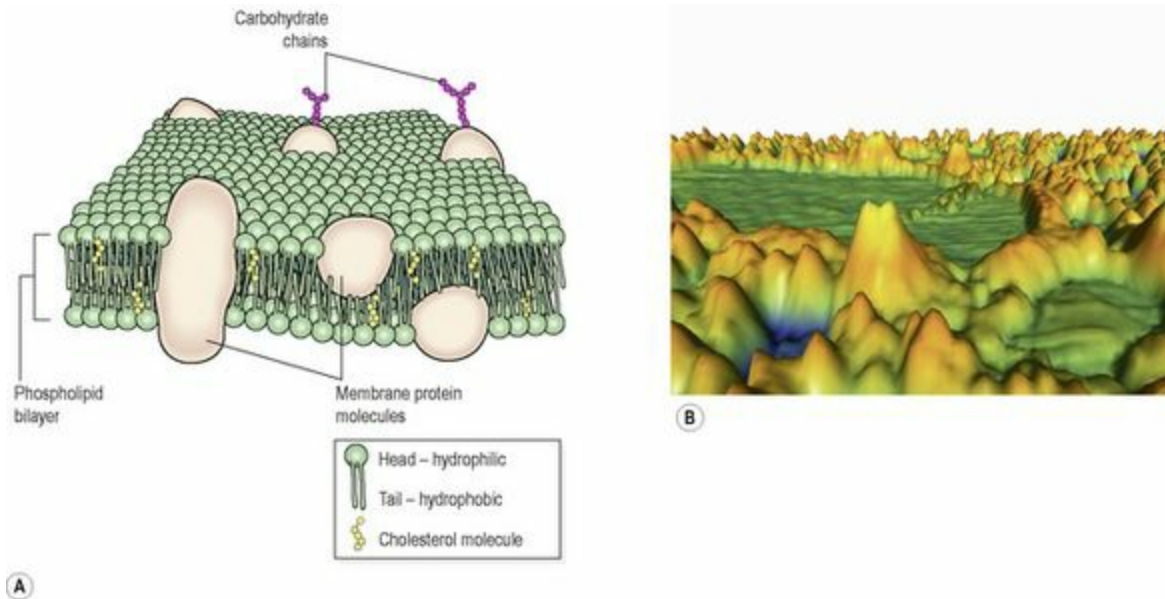 Carbohydrate
chains
Phospholipid
bilayer
Membrane protein
molecules
Head – hydrophilic
Tail – hydrophobic
Cholesterol molecule
A
B